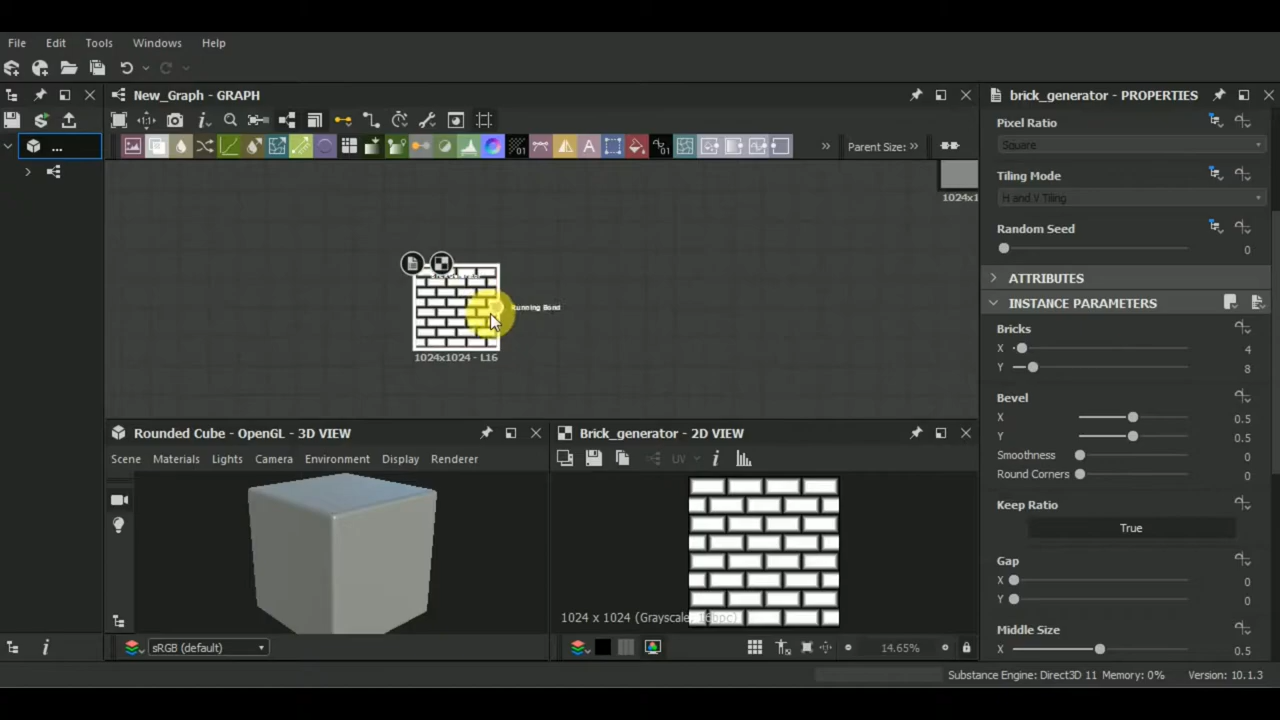 File Edit Tools Windows Help
New_Graph - GRAPH
brick_generator - PROPERTIES
...
Parent Size:
Pixel Ratio
Square
Tiling Mode
H and V Tiling
Random Seed
0
ATTRIBUTES
INSTANCE PARAMETERS
Bricks
X 4
Y 8
Bevel
X 0.5
Y 0.5
Smoothness 0
Round Corners 0
Keep Ratio
True
Gap
X 0
Y 0
Middle Size
X 0.5
Running Bond
1024x1024 - L16
1024x1
Rounded Cube - OpenGL - 3D VIEW
Scene Materials Lights Camera Environment Display Renderer
sRGB (default)
Brick_generator - 2D VIEW
UV
1024 x 1024 (Grayscale, 16bpc)
14.65%
Substance Engine: Direct3D 11 Memory: 0% Version: 10.1.3